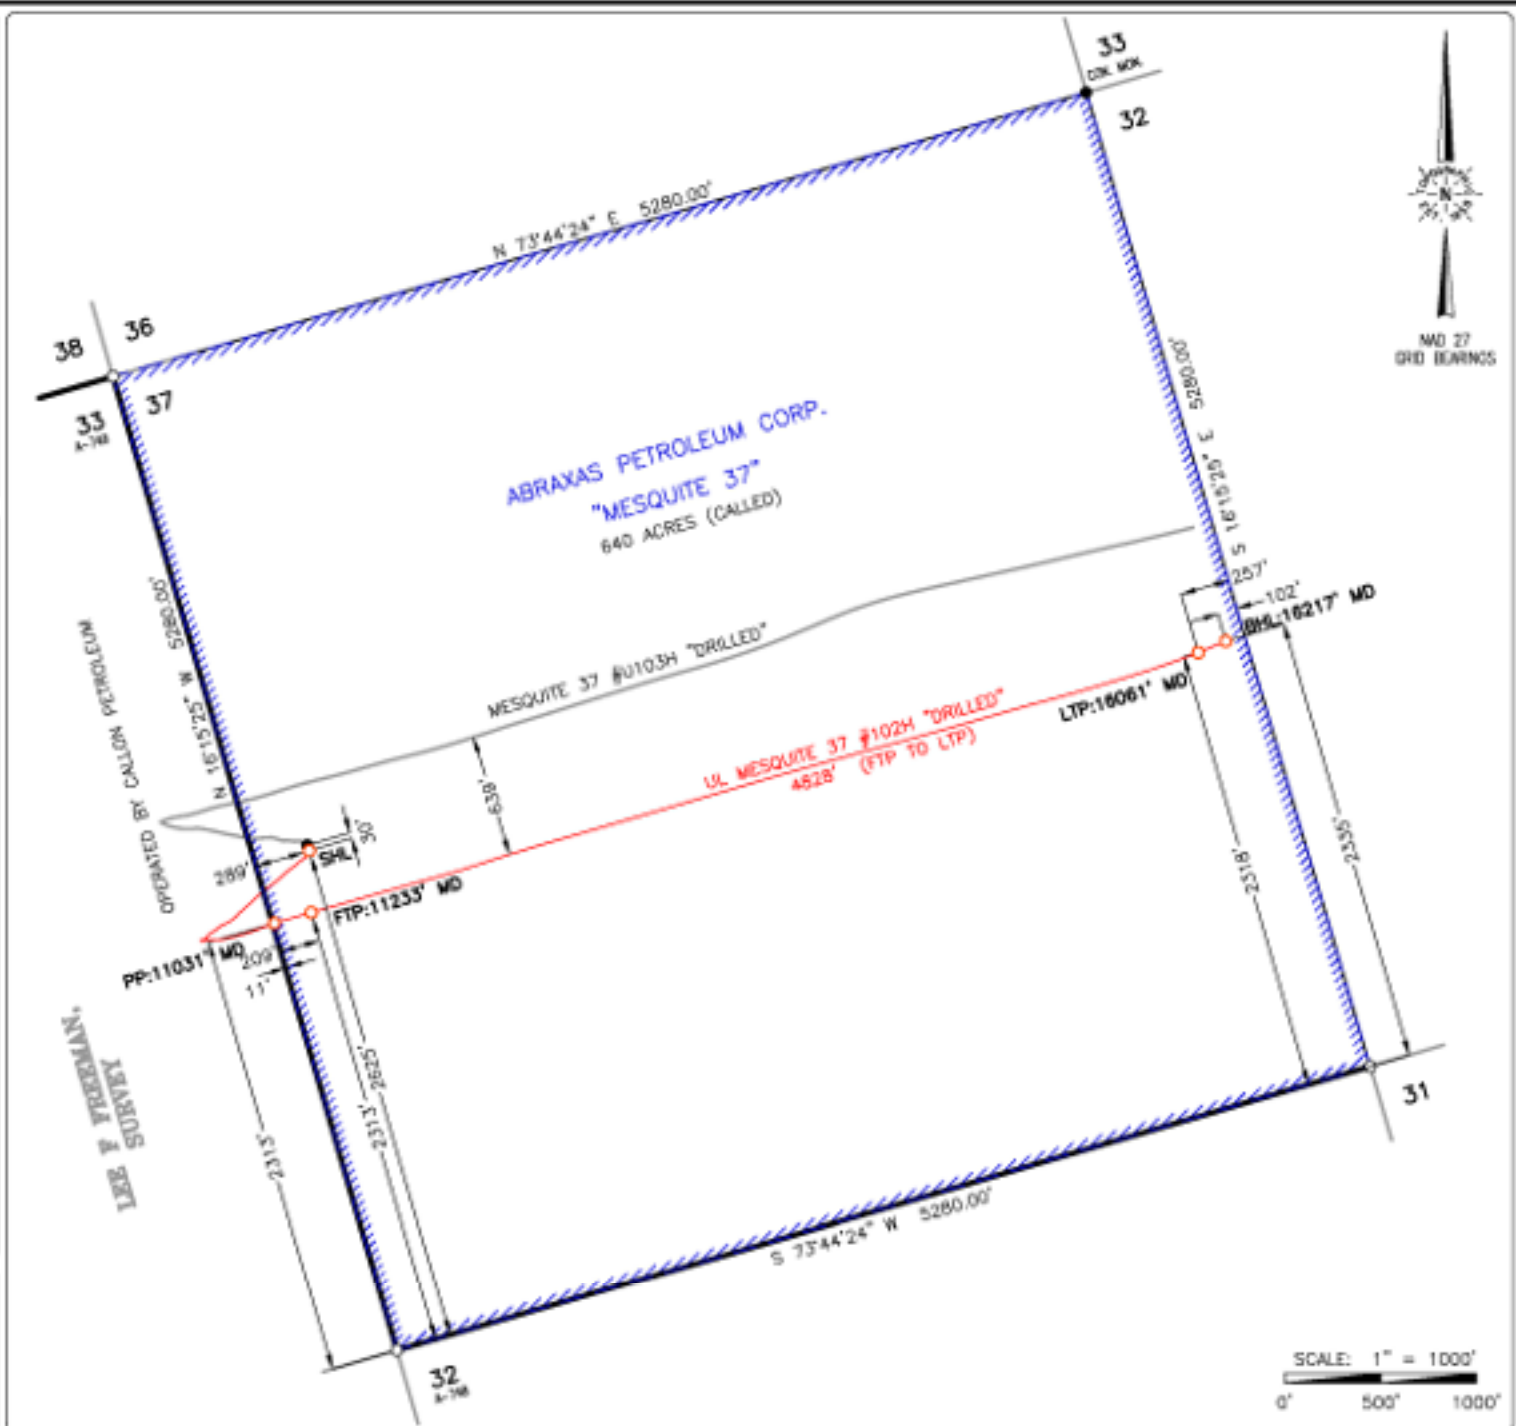 33
COR. MON.
32
N 73°44'24" E 5280.00'
NAD 27
GRID BEARINGS
38
36
33
A-748
37
ABRAXAS PETROLEUM CORP.
"MESQUITE 37"
640 ACRES (CALLED)
S 16°15'25" E 5280.00'
N 16°15'25" W 5280.00'
OPERATED BY CALLON PETROLEUM
MESQUITE 37 #U103H "DRILLED"
257'
102'
BHL:16217' MD
LTP:16061' MD
UL MESQUITE 37 #102H "DRILLED"
4828' (FTP TO LTP)
639'
30'
SHL
289'
FTP:11233' MD
PP:11031' MD
209'
11'
2318'
2335'
2625'
2313'
2313'
LEE & FREEMAN,
SURVEY
31
S 73°44'24" W 5280.00'
32
A-748
SCALE: 1" = 1000'
0' 500' 1000'